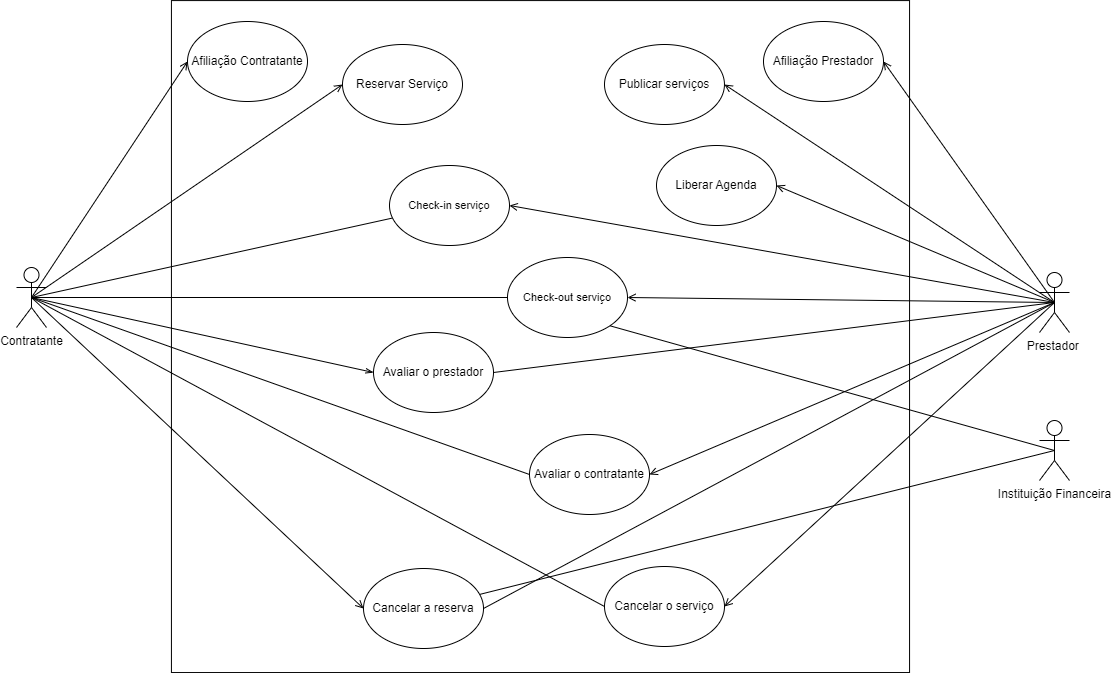 Afiliação Contratante
Reservar Serviço
Publicar serviços
Afiliação Prestador
Liberar Agenda
Check-in serviço
Check-out serviço
Contratante
Prestador
Avaliar o prestador
Avaliar o contratante
Instituição Financeira
Cancelar a reserva
Cancelar o serviço